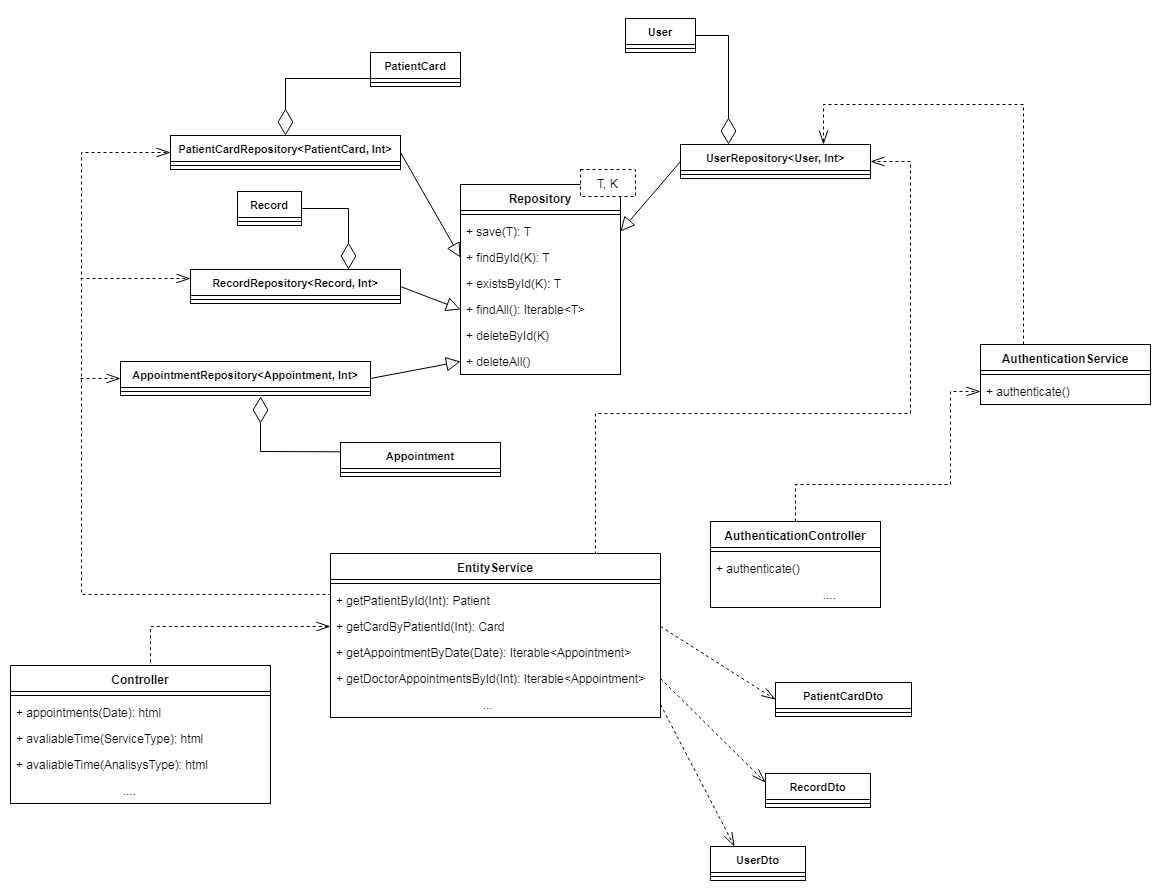 User
PatientCard
PatientCardRepository<PatientCard, Int>
UserRepository<User, Int>
T, K
Repository
+ save(T): T
+ findById(K): T
+ existsById(K): T
+ findAll(): Iterable<T>
+ deleteById(K)
+ deleteAll()
Record
RecordRepository<Record, Int>
AppointmentRepository<Appointment, Int>
Appointment
AuthenticationService
+ authenticate()
AuthenticationController
+ authenticate()
....
EntityService
+ getPatientById(Int): Patient
+ getCardByPatientId(Int): Card
+ getAppointmentByDate(Date): Iterable<Appointment>
+ getDoctorAppointmentsById(Int): Iterable<Appointment>
...
Controller
+ appointments(Date): html
+ avaliableTime(ServiceType): html
+ avaliableTime(AnalisysType): html
....
PatientCardDto
RecordDto
UserDto